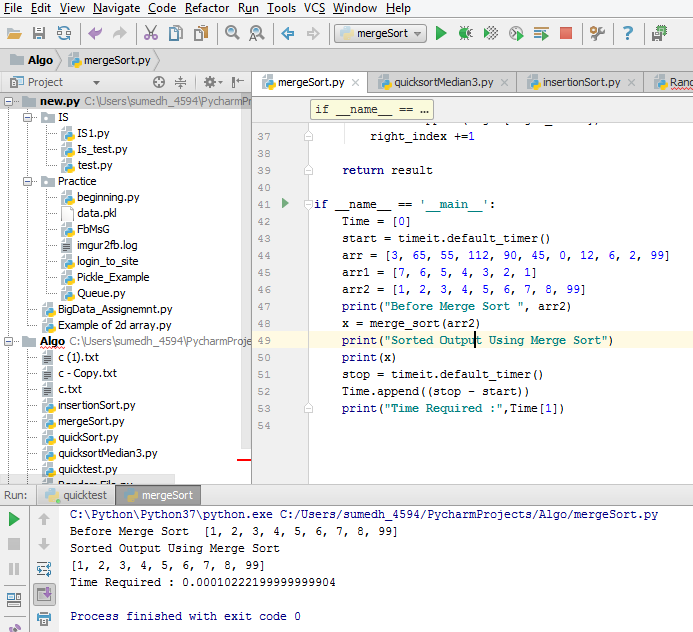 File Edit View Navigate Code Refactor Run Tools VCS Window Help
mergeSort
Algo mergeSort.py
Project
mergeSort.py quicksortMedian3.py insertionSort.py
new.py C:\Users\sumedh_4594\PycharmProj
IS
IS1.py
Is_test.py
test.py
Practice
beginning.py
data.pkl
FbMsG
imgur2fb.log
login_to_site
Pickle_Example
Queue.py
BigData_Assignemnt.py
Example of 2d array.py
Algo C:\Users\sumedh_4594\PycharmProje
c (1).txt
c - Copy.txt
c.txt
insertionSort.py
mergeSort.py
quickSort.py
quicksortMedian3.py
quicktest.py
if __name__ == …
37 right_index +=1
38
39 return result
40
41 if __name__ == '__main__':
42 Time = [0]
43 start = timeit.default_timer()
44 arr = [3, 65, 55, 112, 90, 45, 0, 12, 6, 2, 99]
45 arr1 = [7, 6, 5, 4, 3, 2, 1]
46 arr2 = [1, 2, 3, 4, 5, 6, 7, 8, 99]
47 print("Before Merge Sort ", arr2)
48 x = merge_sort(arr2)
49 print("Sorted Output Using Merge Sort")
50 print(x)
51 stop = timeit.default_timer()
52 Time.append((stop - start))
53 print("Time Required :",Time[1])
54
Run: quicktest mergeSort
C:\Python\Python37\python.exe C:/Users/sumedh_4594/PycharmProjects/Algo/mergeSort.py
Before Merge Sort  [1, 2, 3, 4, 5, 6, 7, 8, 99]
Sorted Output Using Merge Sort
[1, 2, 3, 4, 5, 6, 7, 8, 99]
Time Required : 0.00010222199999999904
Process finished with exit code 0